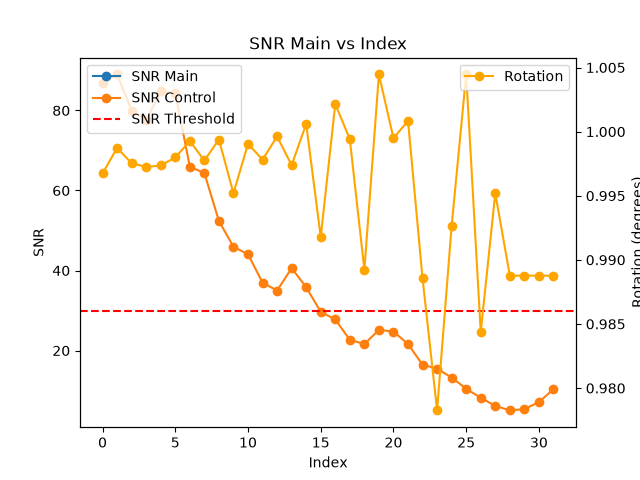 SNR Main vs Index
SNR Main
SNR Control
SNR Threshold
Rotation
SNR
80
60
40
20
1.005
1.000
0.995
0.990
0.985
0.980
Rotation (degrees)
0 5 10 15 20 25 30
Index